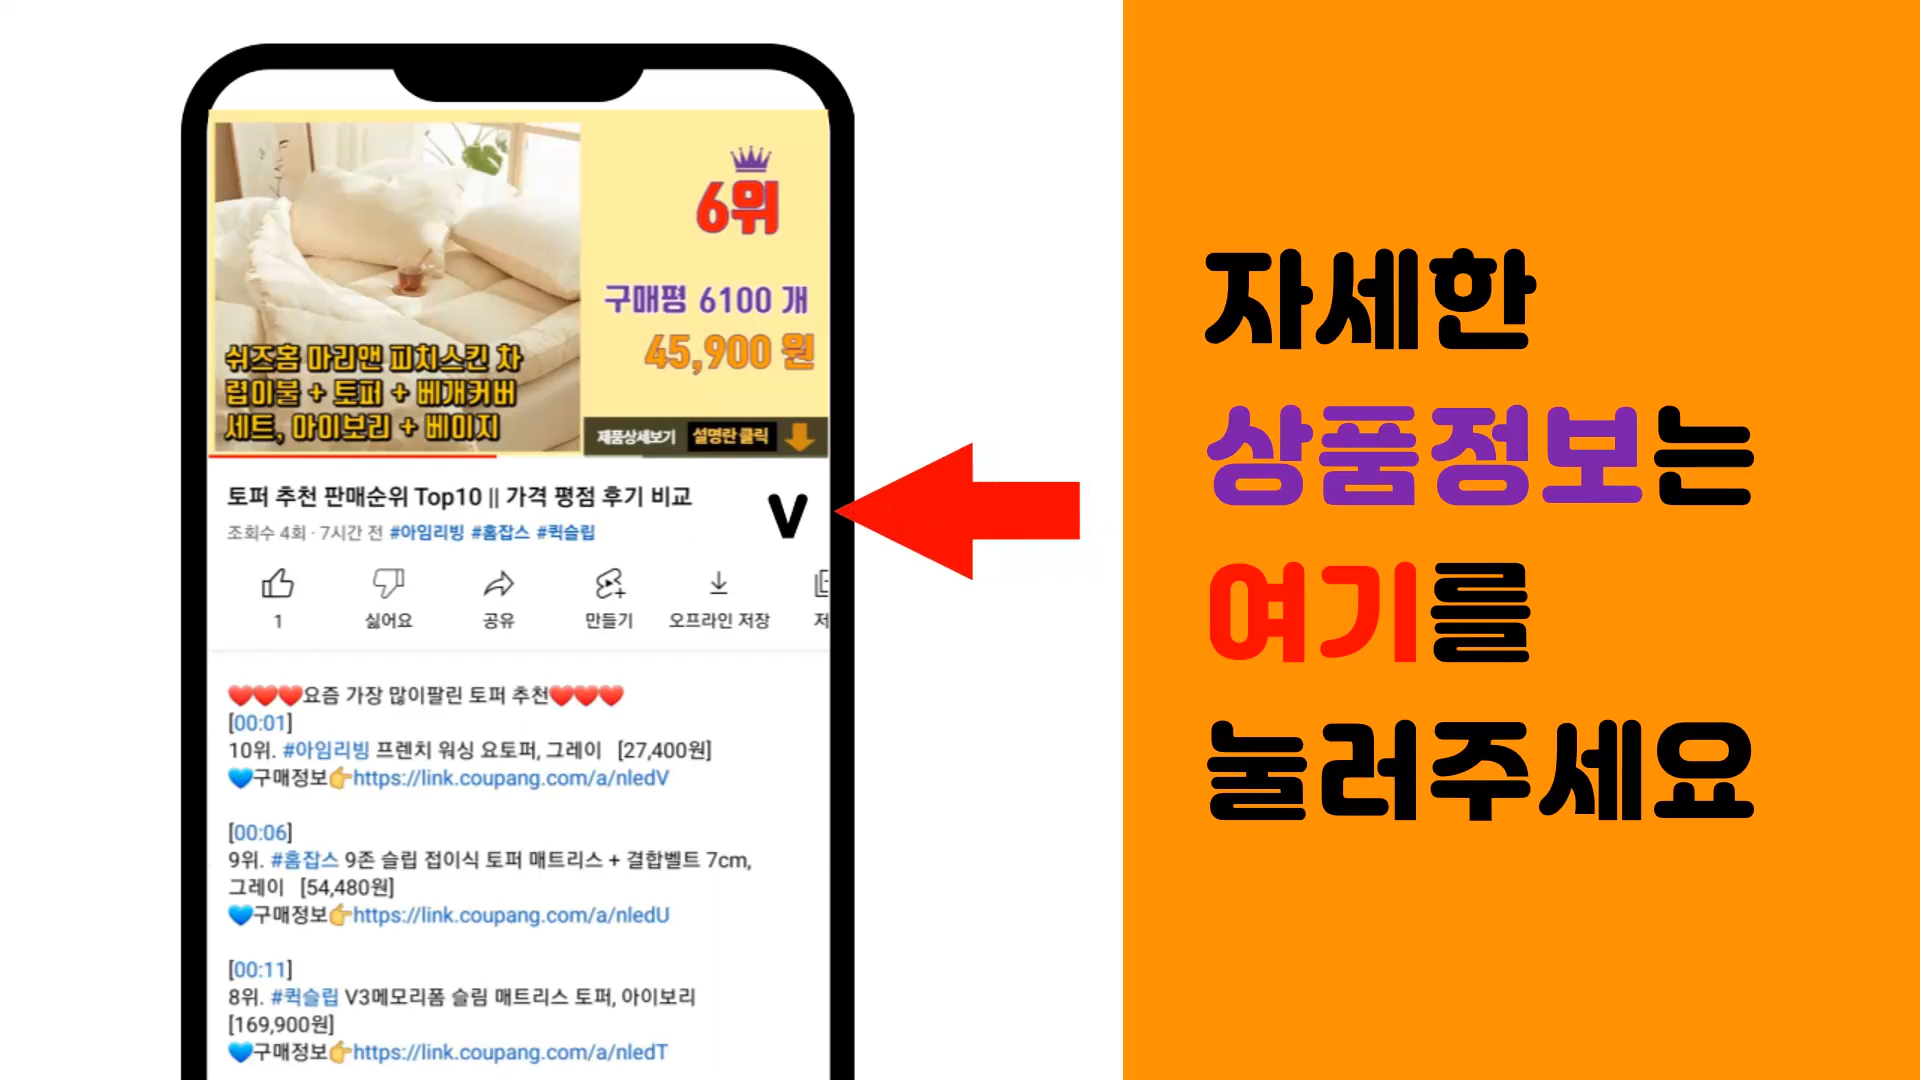 6위
구매평 6100 개
45,900 원
쉬즈홈 마리앤 피치스킨 차
렵이불 + 토퍼 + 베개커버
세트, 아이보리 + 베이지
제품상세보기 설명란 클릭
토퍼 추천 판매순위 Top10 || 가격 평점 후기 비교
V
조회수 4회 · 7시간 전 #아임리빙 #홈잡스 #퀵슬립
1 싫어요 공유 만들기 오프라인 저장 저
❤❤❤요즘 가장 많이팔린 토퍼 추천❤❤❤
[00:01]
10위. #아임리빙 프렌치 워싱 요토퍼, 그레이 [27,400원]
💙구매정보👉https://link.coupang.com/a/nledV
[00:06]
9위. #홈잡스 9존 슬립 접이식 토퍼 매트리스 + 결합벨트 7cm,
그레이 [54,480원]
💙구매정보👉https://link.coupang.com/a/nledU
[00:11]
8위. #퀵슬립 V3메모리폼 슬림 매트리스 토퍼, 아이보리
[169,900원]
💙구매정보👉https://link.coupang.com/a/nledT
자세한
상품정보는
여기를
눌러주세요